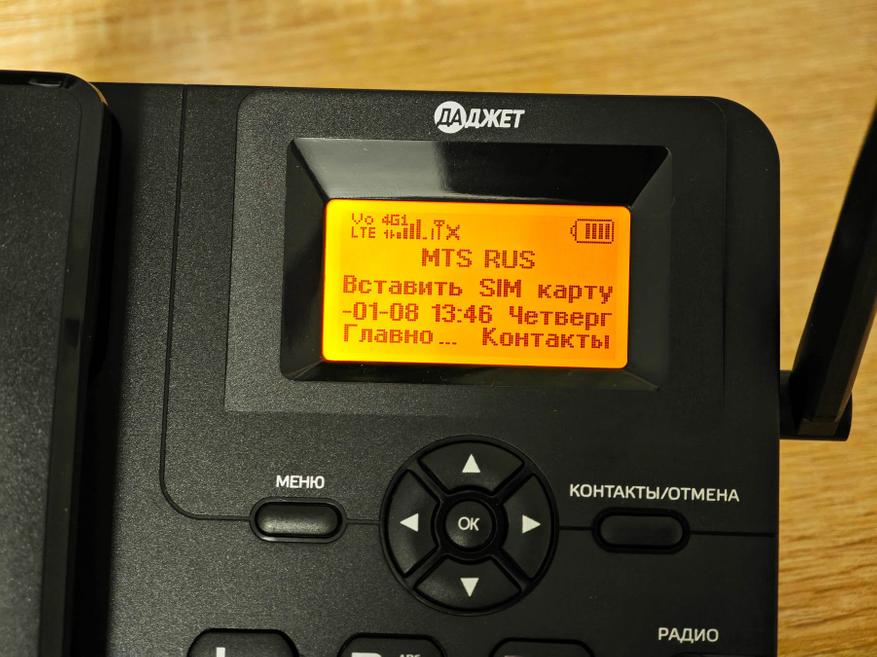 ДАДЖЕТ
Vo 4G1
LTE
MTS RUS
Вставить SIM карту
-01-08 13:46 Четверг
Главно... Контакты
МЕНЮ
КОНТАКТЫ/ОТМЕНА
OK
РАДИО